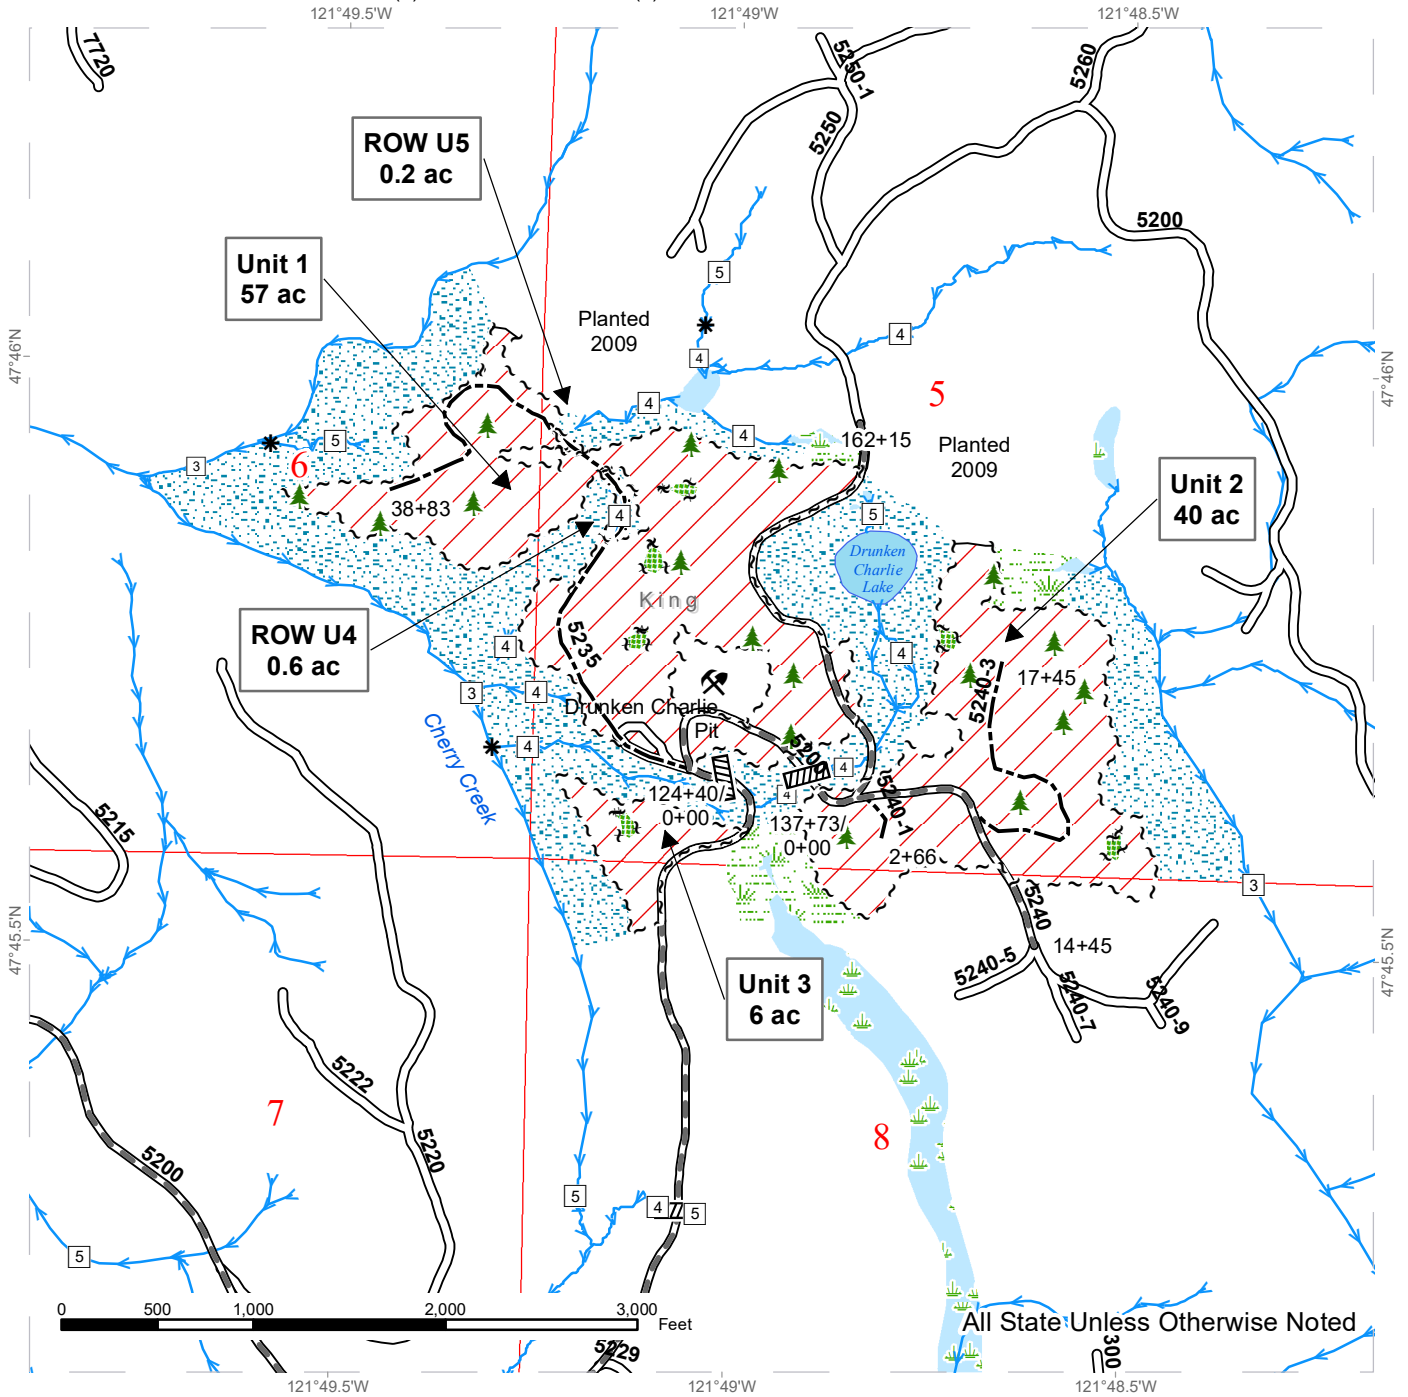 121°49.5'W
121°49'W
121°48.5'W
7720
5250-1
5260
5250
ROW U5
0.2 ac
5200
Unit 1
57 ac
5
Planted
2009
4
4
47°46'N
47°46'N
5
4
4
162+15
Planted
2009
5
3
6
Unit 2
40 ac
38+83
4
5
Drunken
Charlie
Lake
King
ROW U4
0.6 ac
5235
4
4
3
4
17+45
5240-3
Drunken Charlie
Pit
Cherry Creek
4
5200
4
4
124+40/
0+00
5240-1
137+73/
0+00
5215
2+66
3
5240
14+45
47°45.5'N
47°45.5'N
5240-5
5240-7
5240-9
Unit 3
6 ac
5222
7
8
5220
5200
5
4
5
5
0
500
1,000
2,000
3,000
Feet
All State Unless Otherwise Noted
5229
300
121°49.5'W
121°49'W
121°48.5'W